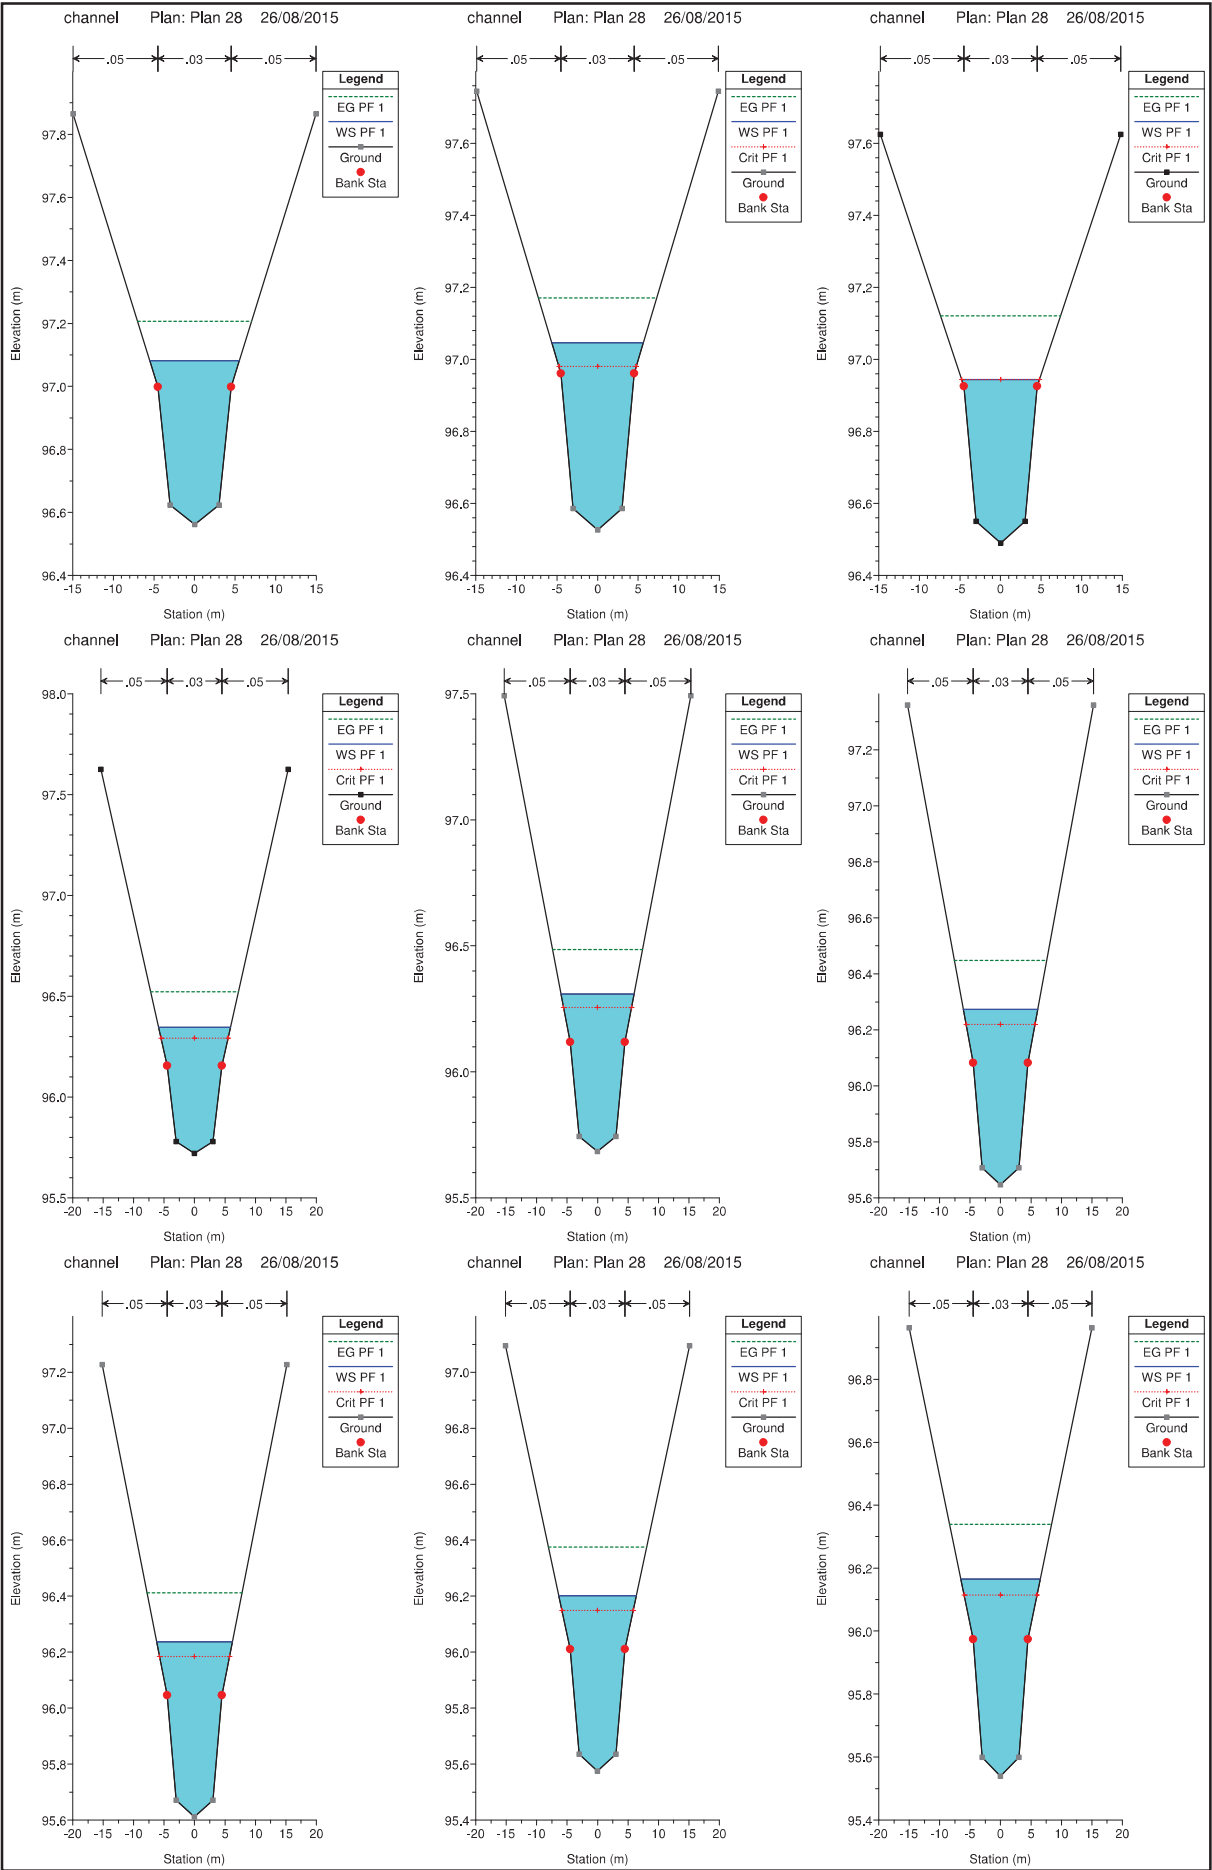 channel Plan: Plan 28 26/08/2015
.05 .03 .05
Legend
EG PF 1
WS PF 1
Ground
Bank Sta
Elevation (m)
97.8
97.6
97.4
97.2
97.0
96.8
96.6
96.4
-15 -10 -5 0 5 10 15
Station (m)
channel Plan: Plan 28 26/08/2015
.05 .03 .05
Legend
EG PF 1
WS PF 1
Crit PF 1
Ground
Bank Sta
Elevation (m)
97.6
97.4
97.2
97.0
96.8
96.6
96.4
-15 -10 -5 0 5 10 15
Station (m)
channel Plan: Plan 28 26/08/2015
.05 .03 .05
Legend
EG PF 1
WS PF 1
Crit PF 1
Ground
Bank Sta
Elevation (m)
97.6
97.4
97.2
97.0
96.8
96.6
96.4
-15 -10 -5 0 5 10 15
Station (m)
channel Plan: Plan 28 26/08/2015
.05 .03 .05
Legend
EG PF 1
WS PF 1
Crit PF 1
Ground
Bank Sta
Elevation (m)
98.0
97.5
97.0
96.5
96.0
95.5
-20 -15 -10 -5 0 5 10 15 20
Station (m)
channel Plan: Plan 28 26/08/2015
.05 .03 .05
Legend
EG PF 1
WS PF 1
Crit PF 1
Ground
Bank Sta
Elevation (m)
97.5
97.0
96.5
96.0
95.5
-20 -15 -10 -5 0 5 10 15 20
Station (m)
channel Plan: Plan 28 26/08/2015
.05 .03 .05
Legend
EG PF 1
WS PF 1
Crit PF 1
Ground
Bank Sta
Elevation (m)
97.2
97.0
96.8
96.6
96.4
96.2
96.0
95.8
95.6
-20 -15 -10 -5 0 5 10 15 20
Station (m)
channel Plan: Plan 28 26/08/2015
.05 .03 .05
Legend
EG PF 1
WS PF 1
Crit PF 1
Ground
Bank Sta
Elevation (m)
97.2
97.0
96.8
96.6
96.4
96.2
96.0
95.8
95.6
-20 -15 -10 -5 0 5 10 15 20
Station (m)
channel Plan: Plan 28 26/08/2015
.05 .03 .05
Legend
EG PF 1
WS PF 1
Crit PF 1
Ground
Bank Sta
Elevation (m)
97.0
96.8
96.6
96.4
96.2
96.0
95.8
95.6
95.4
-20 -15 -10 -5 0 5 10 15 20
Station (m)
channel Plan: Plan 28 26/08/2015
.05 .03 .05
Legend
EG PF 1
WS PF 1
Crit PF 1
Ground
Bank Sta
Elevation (m)
96.8
96.6
96.4
96.2
96.0
95.8
95.6
95.4
-20 -15 -10 -5 0 5 10 15 20
Station (m)